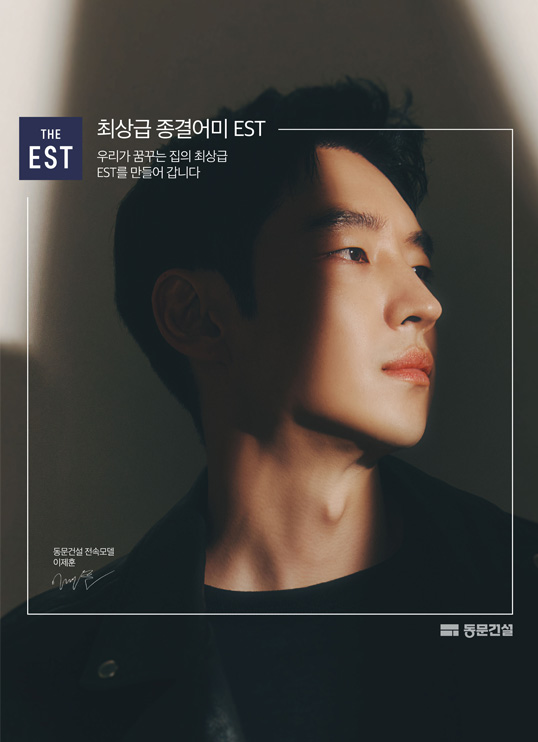 THE
EST
최상급 종결어미 EST
우리가 꿈꾸는 집의 최상급
EST를 만들어 갑니다
동문건설 전속모델
이제훈
동문건설